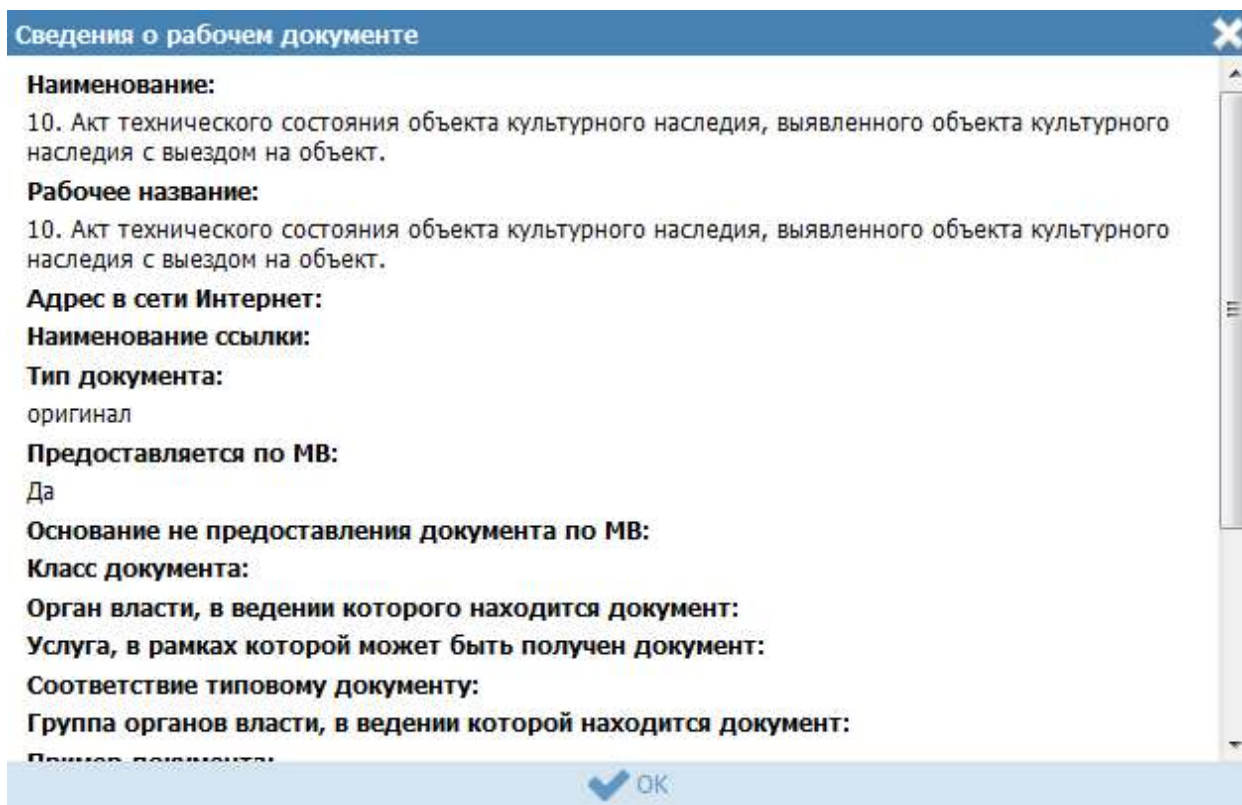 Сведения о рабочем документе
Наименование:
10. Акт технического состояния объекта культурного наследия, выявленного объекта культурного
наследия с выездом на объект.
Рабочее название:
10. Акт технического состояния объекта культурного наследия, выявленного объекта культурного
наследия с выездом на объект.
Адрес в сети Интернет:
Наименование ссылки:
Тип документа:
оригинал
Предоставляется по МВ:
Да
Основание не предоставления документа по МВ:
Класс документа:
Орган власти, в ведении которого находится документ:
Услуга, в рамках которой может быть получен документ:
Соответствие типовому документу:
Группа органов власти, в ведении которой находится документ:
Пример документа:
OK